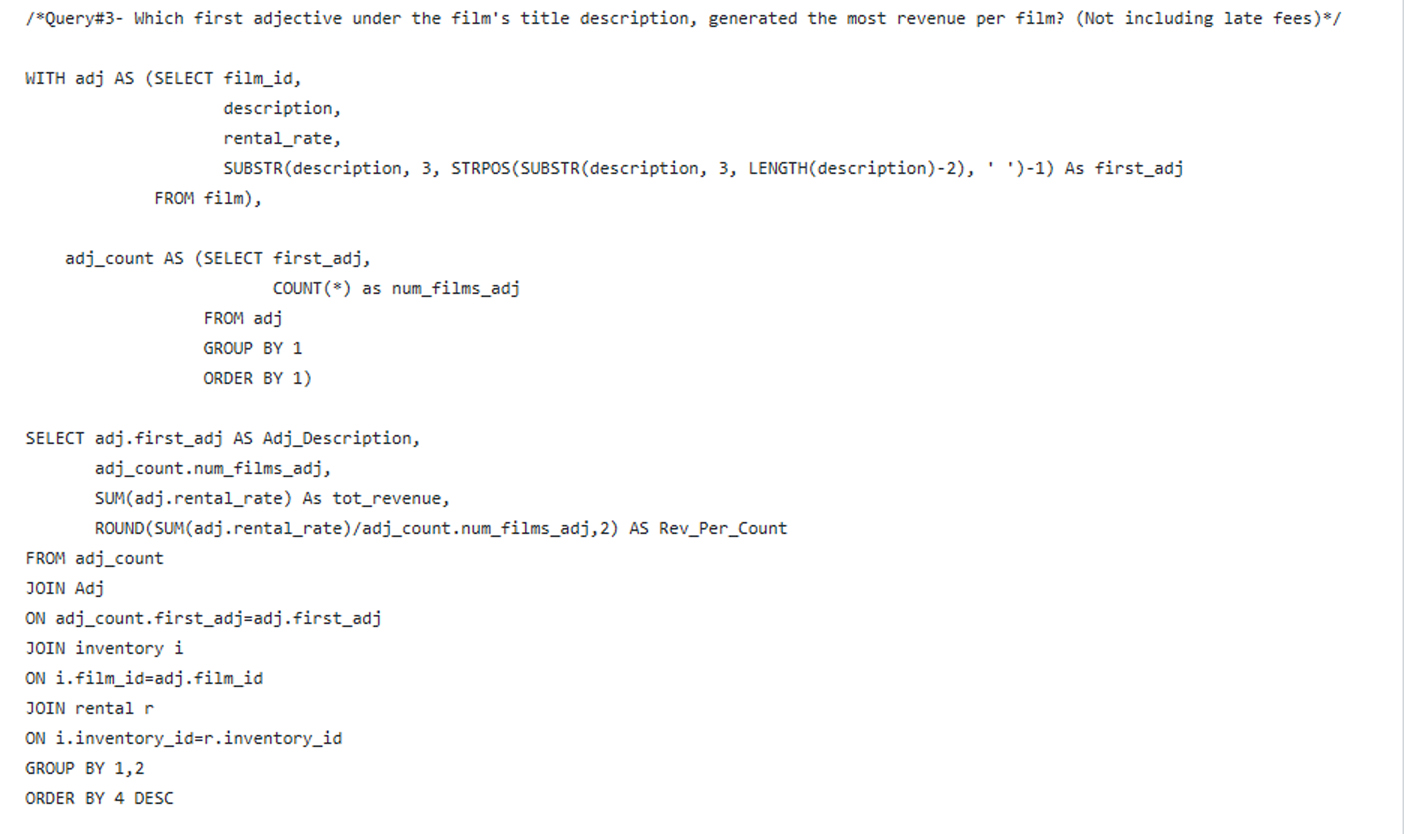 /*Query#3- Which first adjective under the film's title description, generated the most revenue per film? (Not including late fees)*/
WITH adj AS (SELECT film_id,
description,
rental_rate,
SUBSTR(description, 3, STRPOS(SUBSTR(description, 3, LENGTH(description)-2), ' ')-1) As first_adj
FROM film),
adj_count AS (SELECT first_adj,
COUNT(*) as num_films_adj
FROM adj
GROUP BY 1
ORDER BY 1)
SELECT adj.first_adj AS Adj_Description,
adj_count.num_films_adj,
SUM(adj.rental_rate) As tot_revenue,
ROUND(SUM(adj.rental_rate)/adj_count.num_films_adj,2) AS Rev_Per_Count
FROM adj_count
JOIN Adj
ON adj_count.first_adj=adj.first_adj
JOIN inventory i
ON i.film_id=adj.film_id
JOIN rental r
ON i.inventory_id=r.inventory_id
GROUP BY 1,2
ORDER BY 4 DESC